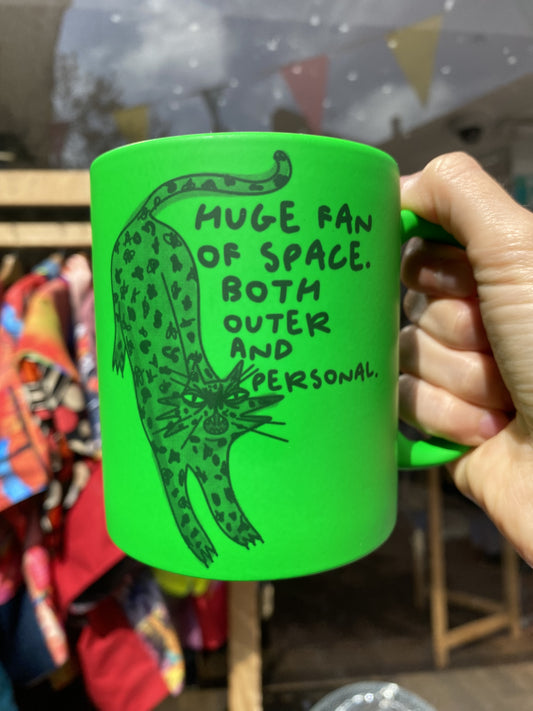 HUGE FAN
OF SPACE.
BOTH
OUTER
AND
PERSONAL.